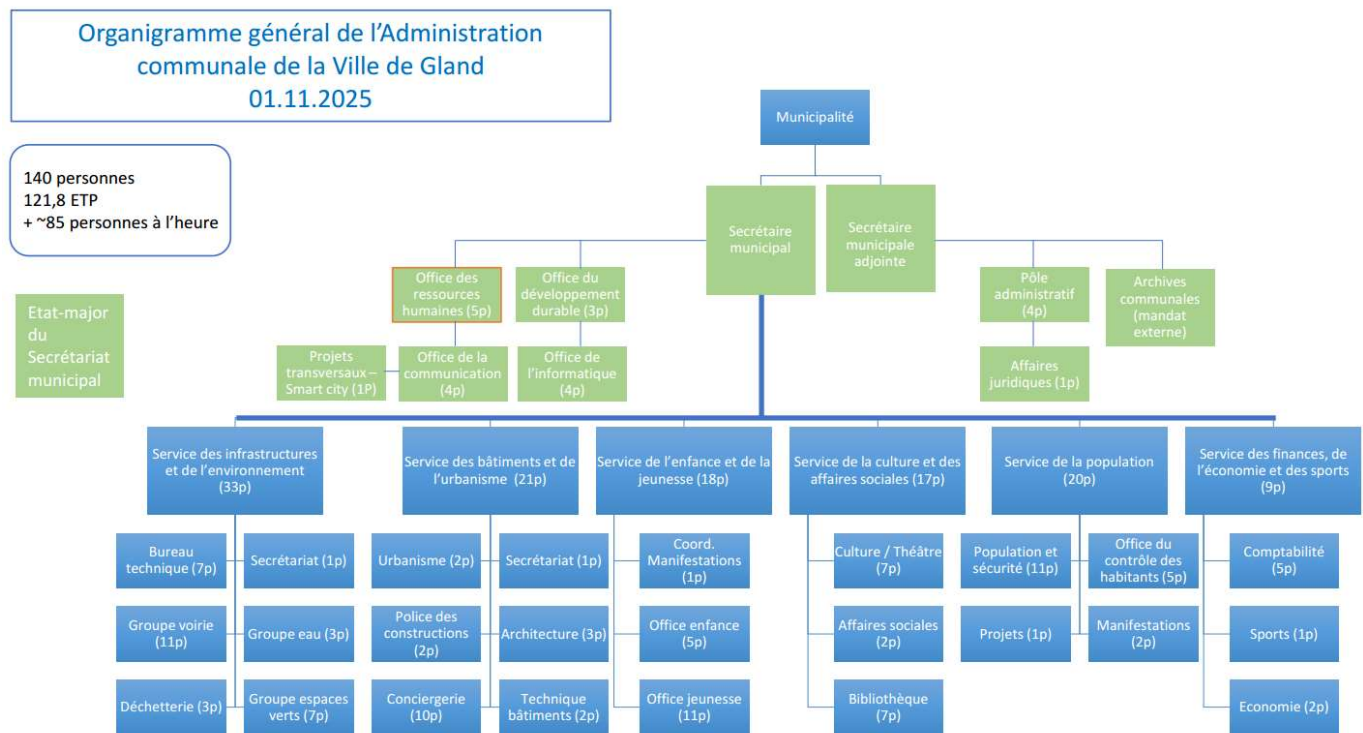 Organigramme général de l'Administration
communale de la Ville de Gland
01.11.2025
140 personnes
121,8 ETP
+ ~85 personnes à l'heure
Etat-major
du
Secrétariat
municipal
Municipalité
Secrétaire
municipal
Secrétaire
municipale
adjointe
Office des
ressources
humaines (5p)
Office du
développement
durable (3p)
Pôle
administratif
(4p)
Archives
communales
(mandat
externe)
Projets
transversaux –
Smart city (1P)
Office de la
communication
(4p)
Office de
l'informatique
(4p)
Affaires
juridiques (1p)
Service des infrastructures
et de l'environnement
(33p)
Service des bâtiments et de
l'urbanisme (21p)
Service de l'enfance et de la
jeunesse (18p)
Service de la culture et des
affaires sociales (17p)
Service de la population
(20p)
Service des finances, de
l'économie et des sports
(9p)
Bureau
technique (7p)
Secrétariat (1p)
Urbanisme (2p)
Secrétariat (1p)
Coord.
Manifestations
(1p)
Culture / Théâtre
(7p)
Population et
sécurité (11p)
Office du
contrôle des
habitants (5p)
Comptabilité
(5p)
Groupe voirie
(11p)
Groupe eau (3p)
Police des
constructions
(2p)
Architecture (3p)
Office enfance
(5p)
Affaires sociales
(2p)
Projets (1p)
Manifestations
(2p)
Sports (1p)
Déchetterie (3p)
Groupe espaces
verts (7p)
Conciergerie
(10p)
Technique
bâtiments (2p)
Office jeunesse
(11p)
Bibliothèque
(7p)
Economie (2p)